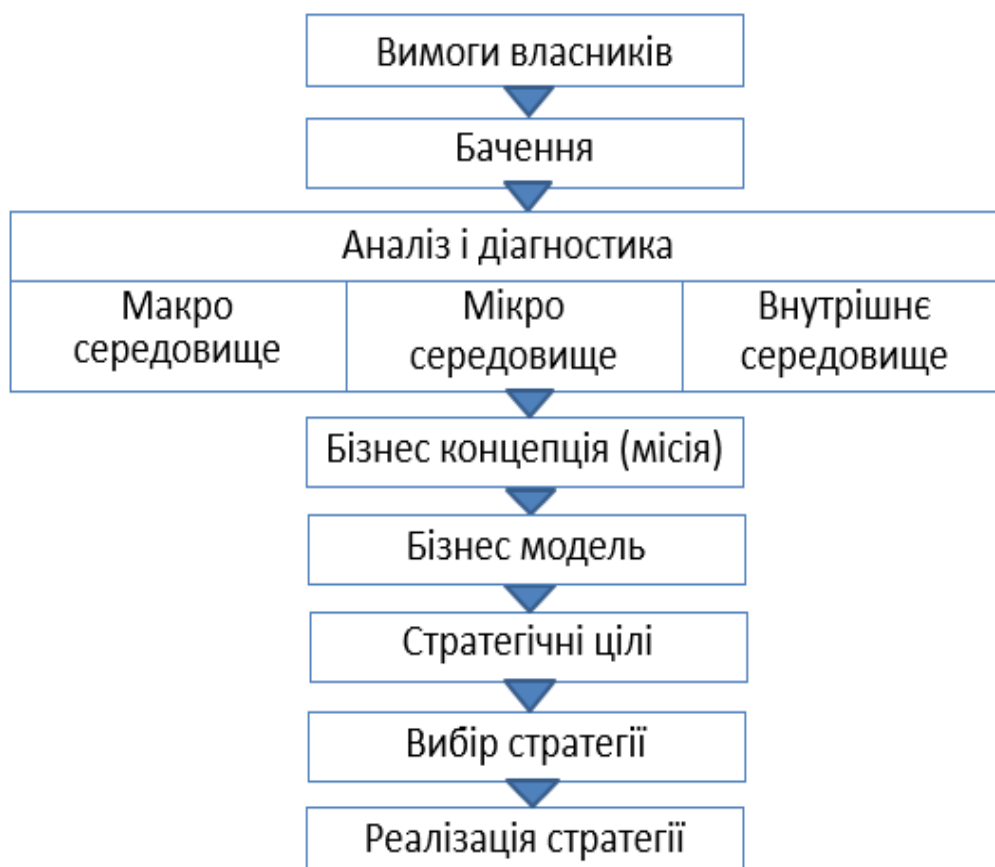 Вимоги власників
Бачення
Аналіз і діагностика
Макро
середовище
Мікро
середовище
Внутрішнє
середовище
Бізнес концепція (місія)
Бізнес модель
Стратегічні цілі
Вибір стратегії
Реалізація стратегії